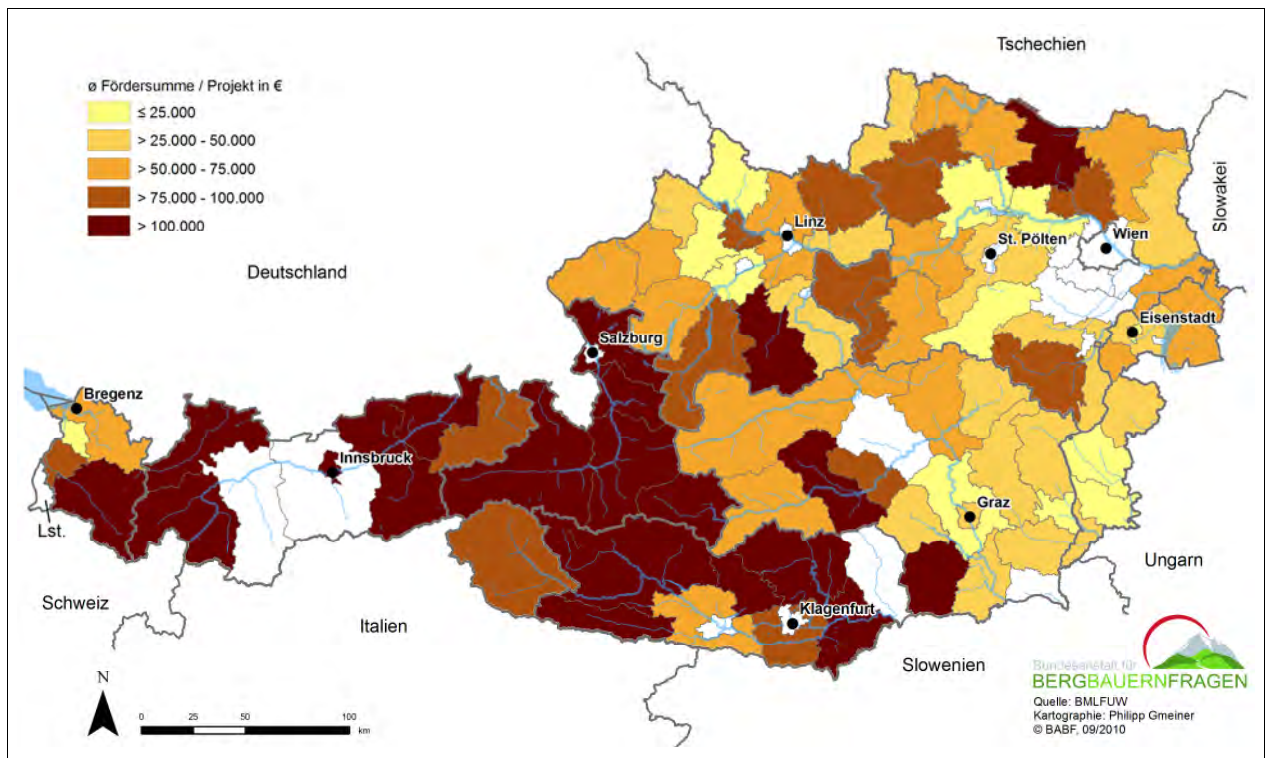 Tschechien
ø Fördersumme / Projekt in €
≤ 25.000
> 25.000 - 50.000
> 50.000 - 75.000
> 75.000 - 100.000
> 100.000
Slowakei
Linz
St. Pölten
Wien
Deutschland
Eisenstadt
Salzburg
Bregenz
Innsbruck
Graz
Lst.
Ungarn
Schweiz
Italien
Klagenfurt
Slowenien
Bundesanstalt für
BERGBAUERNFRAGEN
Quelle: BMLFUW
Kartographie: Philipp Gmeiner
© BABF, 09/2010
N
0 25 50 100
km